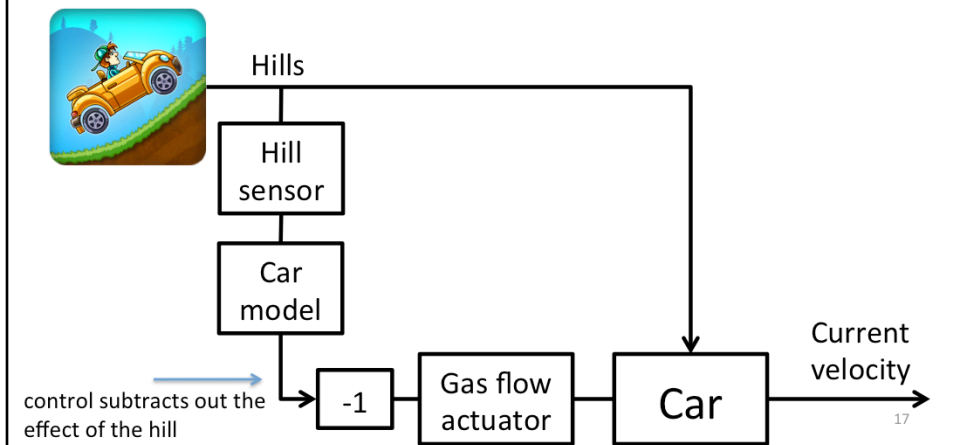 Hills
Hill
sensor
Car
model
control subtracts out the
effect of the hill
-1
Gas flow
actuator
Car
Current
velocity
17